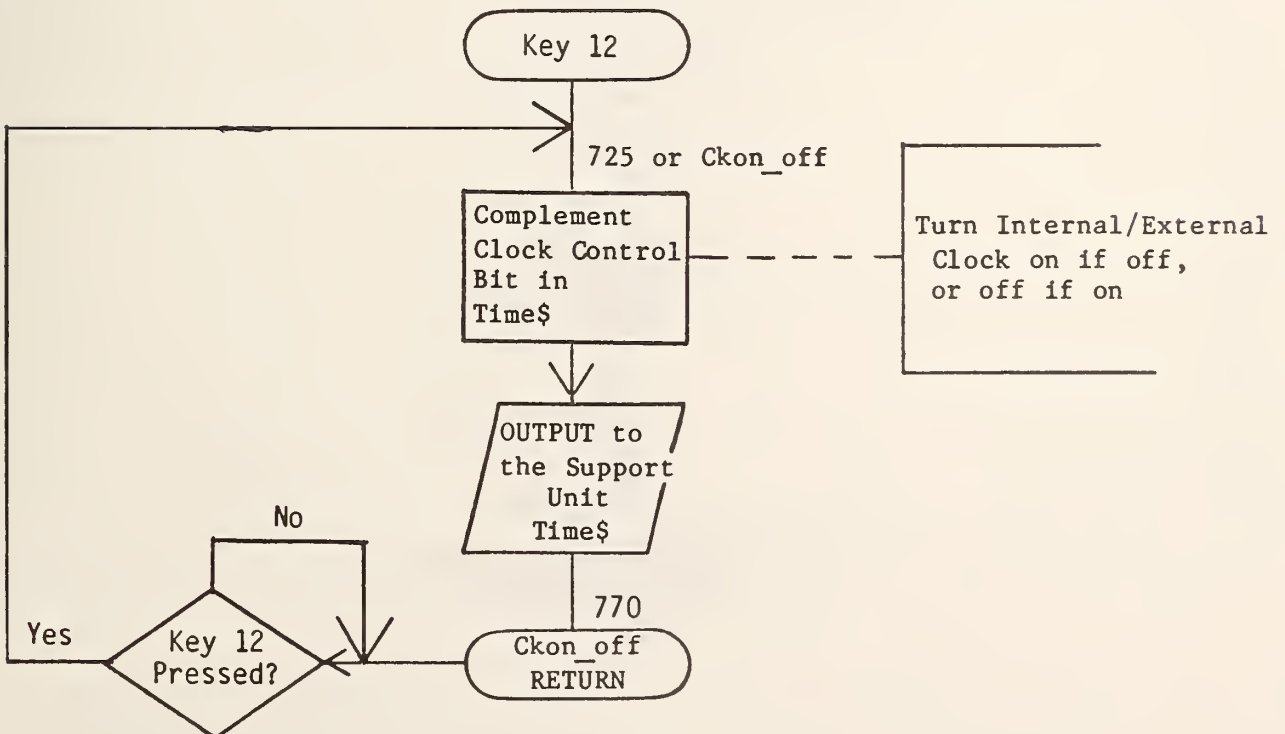 Key 12
725 or Ckon_off
Complement
Clock Control
Bit in
Time$
Turn Internal/External
Clock on if off,
or off if on
OUTPUT to
the Support
Unit
Time$
No
770
Yes
Key 12
Pressed?
Ckon_off
RETURN